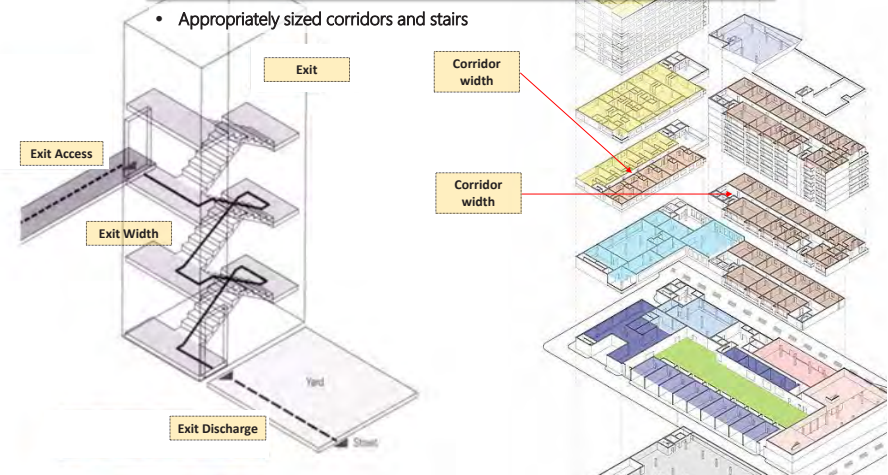 • Appropriately sized corridors and stairs
Exit
Corridor
width
Exit Access
Corridor
width
Exit Width
Yard
Exit Discharge
Street